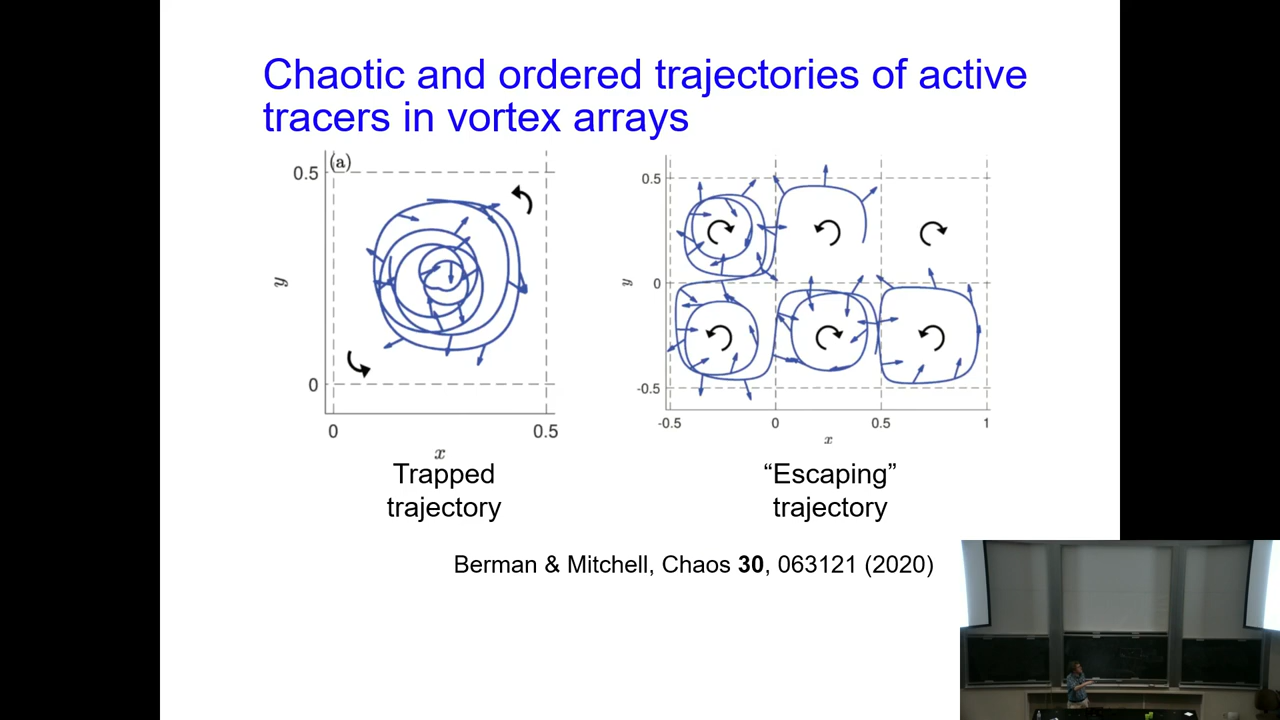 Chaotic and ordered trajectories of active
tracers in vortex arrays
(a)
0.5
y
0
0
0.5
x
0.5
y
0
-0.5
-0.5
0
0.5
1
x
Trapped
trajectory
“Escaping”
trajectory
Berman & Mitchell, Chaos 30, 063121 (2020)